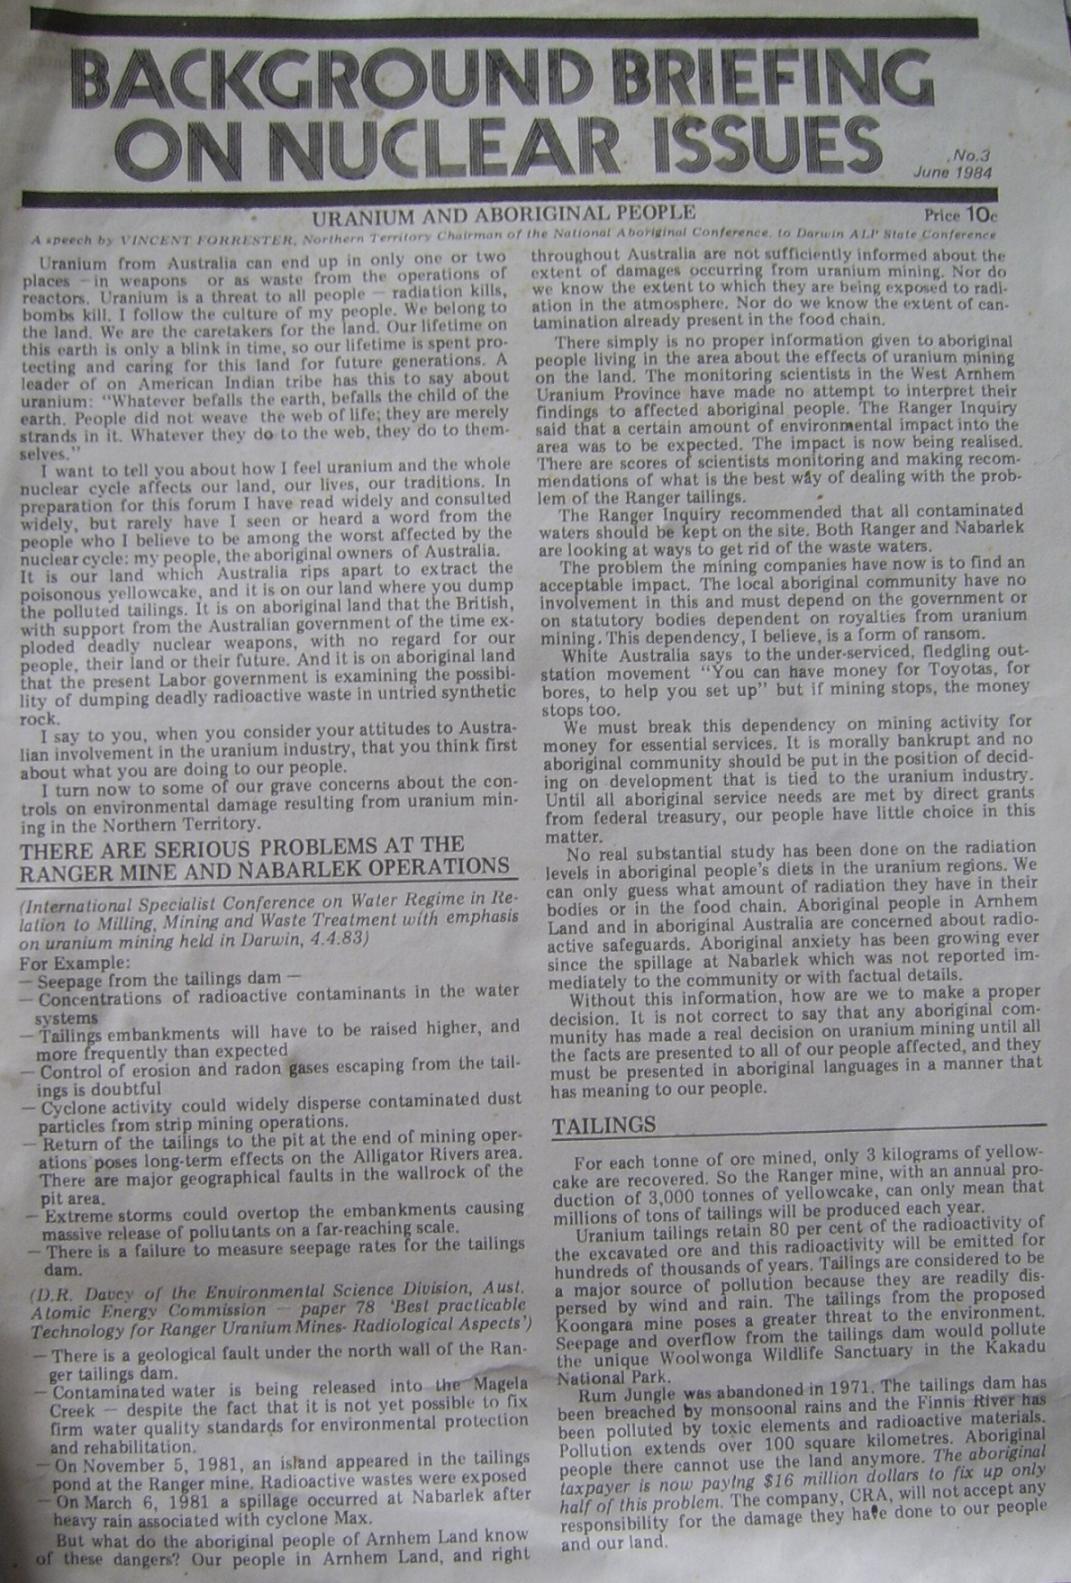 BACKGROUND BRIEFING
ON NUCLEAR ISSUES
No.3
June 1984
URANIUM AND ABORIGINAL PEOPLE
Price 10c
A speech by VINCENT FORRESTER, Northern Territory Chairman of the National Aboriginal Conference, to Darwin ALP State Conference
Uranium from Australia can end up in only one or two
places — in weapons or as waste from the operations of
reactors. Uranium is a threat to all people — radiation kills,
bombs kill. I follow the culture of my people. We belong to
the land. We are the caretakers for the land. Our lifetime on
this earth is only a blink in time, so our lifetime is spent pro-
tecting and caring for this land for future generations. A
leader of on American Indian tribe has this to say about
uranium: "Whatever befalls the earth, befalls the child of the
earth. People did not weave the web of life; they are merely
strands in it. Whatever they do to the web, they do to them-
selves."
I want to tell you about how I feel uranium and the whole
nuclear cycle affects our land, our lives, our traditions. In
preparation for this forum I have read widely and consulted
widely, but rarely have I seen or heard a word from the
people who I believe to be among the worst affected by the
nuclear cycle: my people, the aboriginal owners of Australia.
It is our land which Australia rips apart to extract the
poisonous yellowcake, and it is on our land where you dump
the polluted tailings. It is on aboriginal land that the British,
with support from the Australian government of the time ex-
ploded deadly nuclear weapons, with no regard for our
people, their land or their future. And it is on aboriginal land
that the present Labor government is examining the possibi-
lity of dumping deadly radioactive waste in untried synthetic
rock.
I say to you, when you consider your attitudes to Austra-
lian involvement in the uranium industry, that you think first
about what you are doing to our people.
I turn now to some of our grave concerns about the con-
trols on environmental damage resulting from uranium min-
ing in the Northern Territory.
THERE ARE SERIOUS PROBLEMS AT THE
RANGER MINE AND NABARLEK OPERATIONS
(International Specialist Conference on Water Regime in Re-
lation to Milling, Mining and Waste Treatment with emphasis
on uranium mining held in Darwin, 4.4.83)
For Example:
— Seepage from the tailings dam —
— Concentrations of radioactive contaminants in the water
systems
— Tailings embankments will have to be raised higher, and
more frequently than expected
— Control of erosion and radon gases escaping from the tail-
ings is doubtful
— Cyclone activity could widely disperse contaminated dust
particles from strip mining operations.
— Return of the tailings to the pit at the end of mining oper-
ations poses long-term effects on the Alligator Rivers area.
There are major geographical faults in the wallrock of the
pit area.
— Extreme storms could overtop the embankments causing
massive release of pollutants on a far-reaching scale.
— There is a failure to measure seepage rates for the tailings
dam.
(D.R. Davey of the Environmental Science Division, Aust.
Atomic Energy Commission — paper 78 'Best practicable
Technology for Ranger Uranium Mines- Radiological Aspects')
— There is a geological fault under the north wall of the Ran-
ger tailings dam.
— Contaminated water is being released into the Magela
Creek — despite the fact that it is not yet possible to fix
firm water quality standards for environmental protection
and rehabilitation.
— On November 5, 1981, an island appeared in the tailings
pond at the Ranger mine. Radioactive wastes were exposed
— On March 6, 1981 a spillage occurred at Nabarlek after
heavy rain associated with cyclone Max.
But what do the aboriginal people of Arnhem Land know
of these dangers? Our people in Arnhem Land, and right
throughout Australia are not sufficiently informed about the
extent of damages occurring from uranium mining. Nor do
we know the extent to which they are being exposed to radi-
ation in the atmosphere. Nor do we know the extent of can-
tamination already present in the food chain.
There simply is no proper information given to aboriginal
people living in the area about the effects of uranium mining
on the land. The monitoring scientists in the West Arnhem
Uranium Province have made no attempt to interpret their
findings to affected aboriginal people. The Ranger Inquiry
said that a certain amount of environmental impact into the
area was to be expected. The impact is now being realised.
There are scores of scientists monitoring and making recom-
mendations of what is the best way of dealing with the prob-
lem of the Ranger tailings.
The Ranger Inquiry recommended that all contaminated
waters should be kept on the site. Both Ranger and Nabarlek
are looking at ways to get rid of the waste waters.
The problem the mining companies have now is to find an
acceptable impact. The local aboriginal community have no
involvement in this and must depend on the government or
on statutory bodies dependent on royalties from uranium
mining. This dependency, I believe, is a form of ransom.
White Australia says to the under-serviced, fledgling out-
station movement "You can have money for Toyotas, for
bores, to help you set up" but if mining stops, the money
stops too.
We must break this dependency on mining activity for
money for essential services. It is morally bankrupt and no
aboriginal community should be put in the position of decid-
ing on development that is tied to the uranium industry.
Until all aboriginal service needs are met by direct grants
from federal treasury, our people have little choice in this
matter.
No real substantial study has been done on the radiation
levels in aboriginal people's diets in the uranium regions. We
can only guess what amount of radiation they have in their
bodies or in the food chain. Aboriginal people in Arnhem
Land and in aboriginal Australia are concerned about radio-
active safeguards. Aboriginal anxiety has been growing ever
since the spillage at Nabarlek which was not reported im-
mediately to the community or with factual details.
Without this information, how are we to make a proper
decision. It is not correct to say that any aboriginal com-
munity has made a real decision on uranium mining until all
the facts are presented to all of our people affected, and they
must be presented in aboriginal languages in a manner that
has meaning to our people.
TAILINGS
For each tonne of ore mined, only 3 kilograms of yellow-
cake are recovered. So the Ranger mine, with an annual pro-
duction of 3,000 tonnes of yellowcake, can only mean that
millions of tons of tailings will be produced each year.
Uranium tailings retain 80 per cent of the radioactivity of
the excavated ore and this radioactivity will be emitted for
hundreds of thousands of years. Tailings are considered to be
a major source of pollution because they are readily dis-
persed by wind and rain. The tailings from the proposed
Koongara mine poses a greater threat to the environment.
Seepage and overflow from the tailings dam would pollute
the unique Woolwonga Wildlife Sanctuary in the Kakadu
National Park.
Rum Jungle was abandoned in 1971. The tailings dam has
been breached by monsoonal rains and the Finnis River has
been polluted by toxic elements and radioactive materials.
Pollution extends over 100 square kilometres. Aboriginal
people there cannot use the land anymore. The aboriginal
taxpayer is now paying $16 million dollars to fix up only
half of this problem. The company, CRA, will not accept any
responsibility for the damage they have done to our people
and our land.